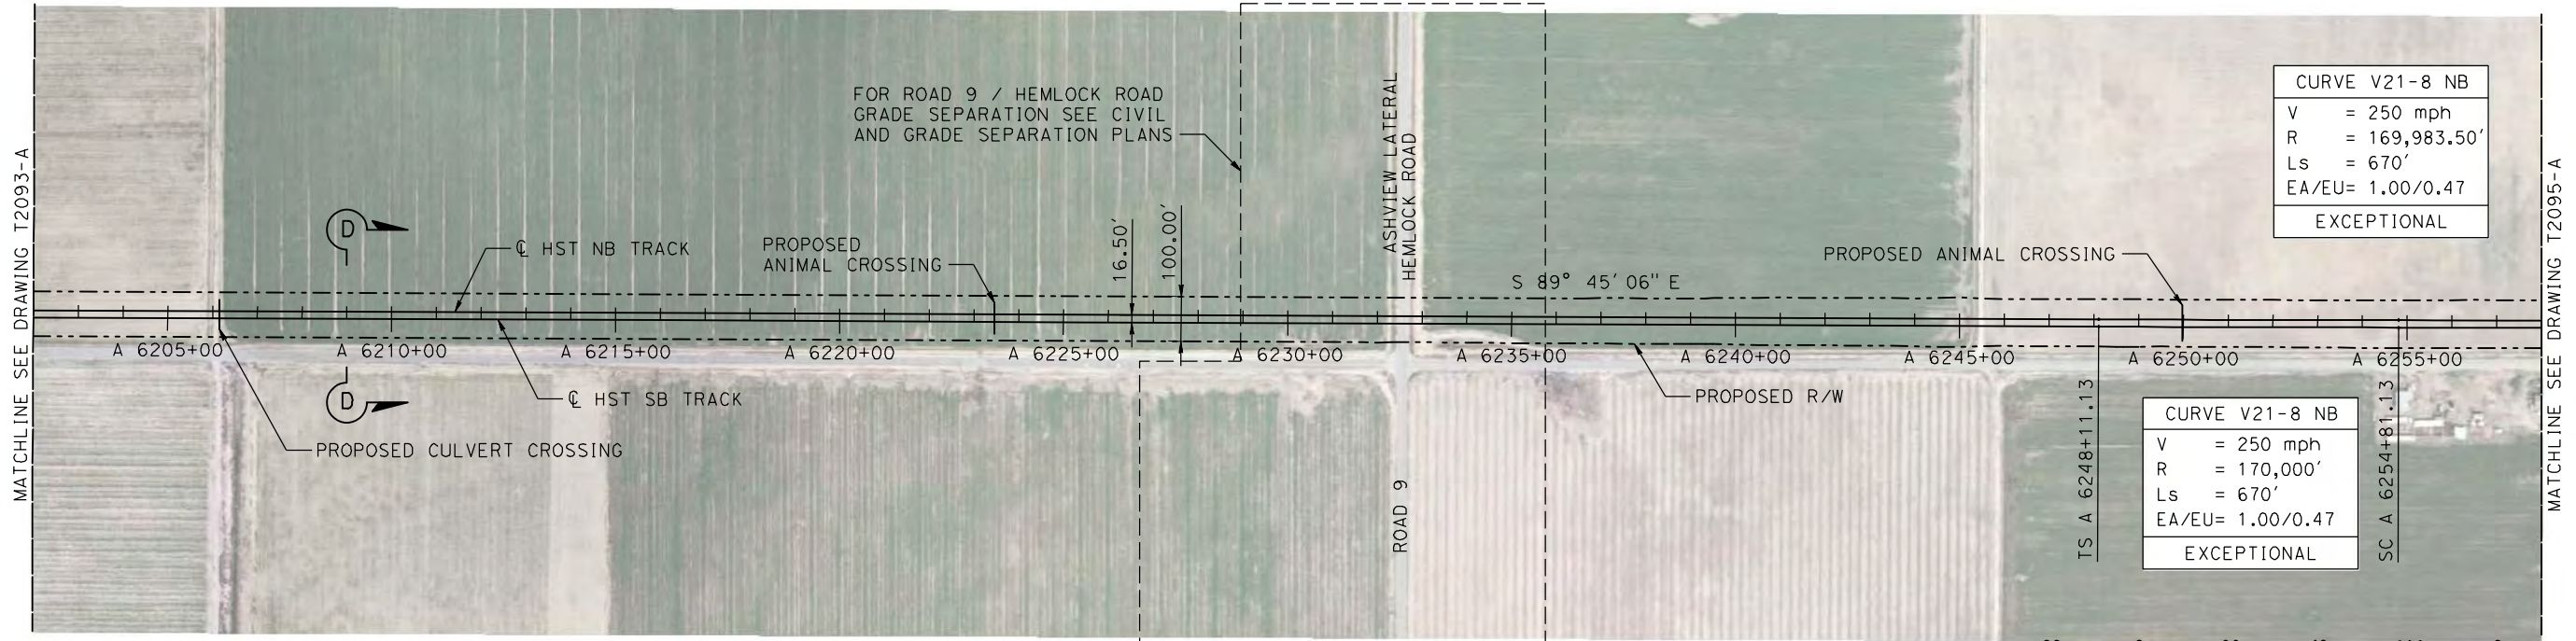 MATCHLINE SEE DRAWING T2093-A
FOR ROAD 9 / HEMLOCK ROAD
GRADE SEPARATION SEE CIVIL
AND GRADE SEPARATION PLANS
ASHVIEW LATERAL
HEMLOCK ROAD
CURVE V21-8 NB
V = 250 mph
R = 169,983.50′
Ls = 670′
EA/EU= 1.00/0.47
EXCEPTIONAL
MATCHLINE SEE DRAWING T2095-A
D
℄ HST NB TRACK
PROPOSED
ANIMAL CROSSING
16.50′
100.00′
S 89° 45′ 06" E
PROPOSED ANIMAL CROSSING
A 6205+00
A 6210+00
A 6215+00
A 6220+00
A 6225+00
A 6230+00
A 6235+00
A 6240+00
A 6245+00
A 6250+00
A 6255+00
D
℄ HST SB TRACK
PROPOSED R/W
PROPOSED CULVERT CROSSING
ROAD 9
TS A 6248+11.13
CURVE V21-8 NB
V = 250 mph
R = 170,000′
Ls = 670′
EA/EU= 1.00/0.47
EXCEPTIONAL
SC A 6254+81.13